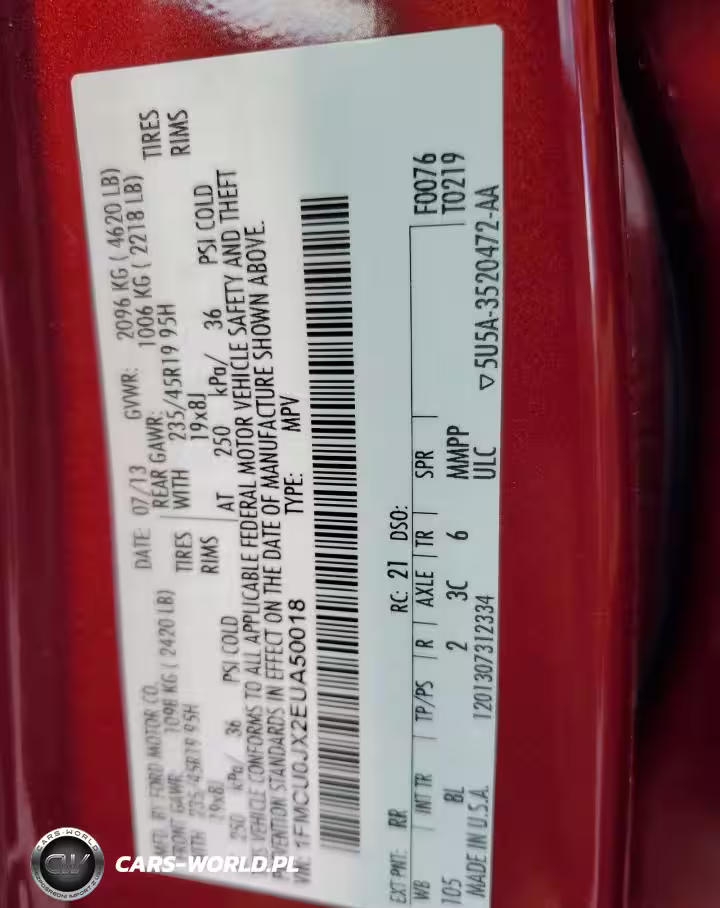 MFD. BY FORD MOTOR CO.
DATE: 07/13 GVWR: 2096 KG ( 4620 LB)
FRONT GAWR: 1098 KG ( 2420 LB) REAR GAWR: 1006 KG ( 2218 LB)
WITH 235/45R19 95H TIRES WITH 235/45R19 95H TIRES
19x8J RIMS 19x8J RIMS
250 kPa/ 36 PSI COLD AT 250 kPa/ 36 PSI COLD
VEHICLE CONFORMS TO ALL APPLICABLE FEDERAL MOTOR VEHICLE SAFETY AND THEFT
PREVENTION STANDARDS IN EFFECT ON THE DATE OF MANUFACTURE SHOWN ABOVE.
VIN: 1FMCU0JX2EUA50018 TYPE: MPV
EXT PNT: RR RC: 21 DSO:
WB INT TR TP/PS R AXLE TR SPR F0076
105 BL 2 3C 6 MMPP T0219
ULC
MADE IN U.S.A. 1201307312334 ▽5U5A-3520472-AA
CARS-WORLD
CW
CARS-WORLD.PL